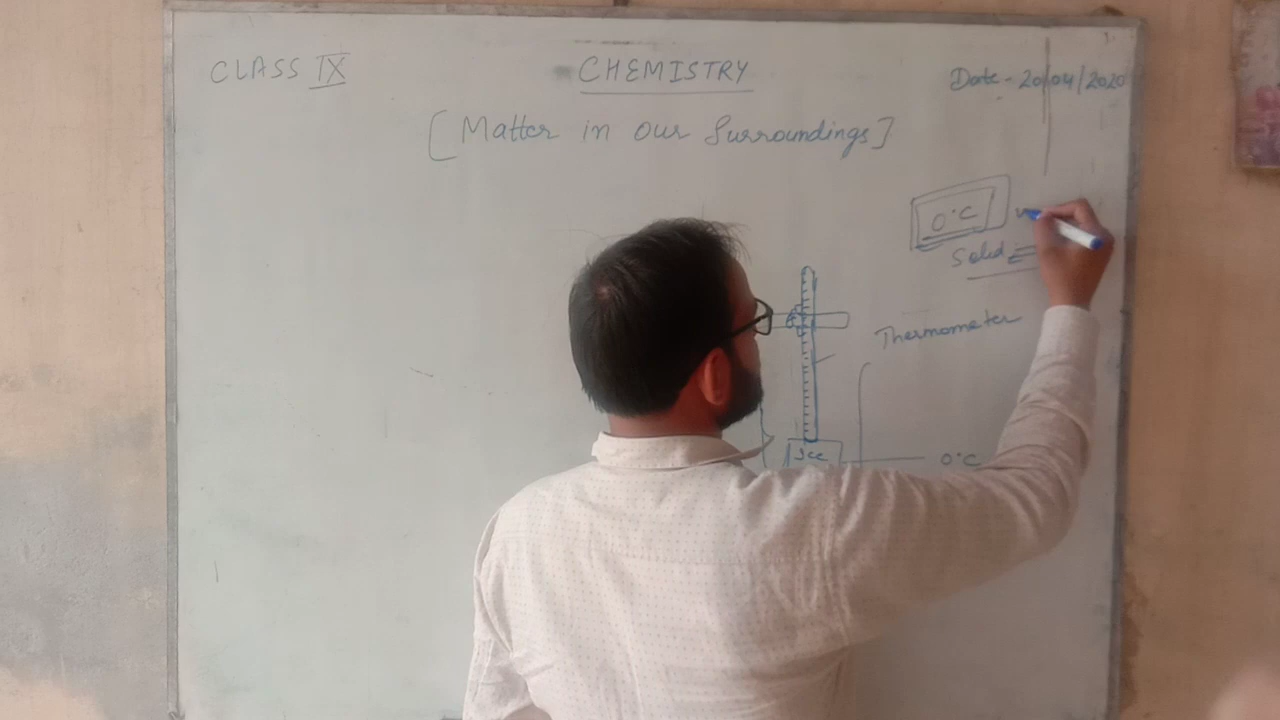 CLASS IX
CHEMISTRY
Date - 20/04/2020
[Matter in our Surroundings]
0°C
Solid
Thermometer
Ice
0°C